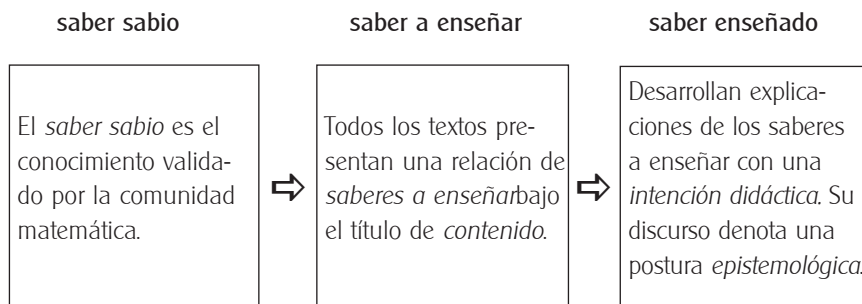 saber sabio
saber a enseñar
saber enseñado
El saber sabio es el
conocimiento valida-
do por la comunidad
matemática.
Todos los textos pre-
sentan una relación de
saberes a enseñarbajo
el título de contenido.
Desarrollan explica-
ciones de los saberes
a enseñar con una
intención didáctica. Su
discurso denota una
postura epistemológica.